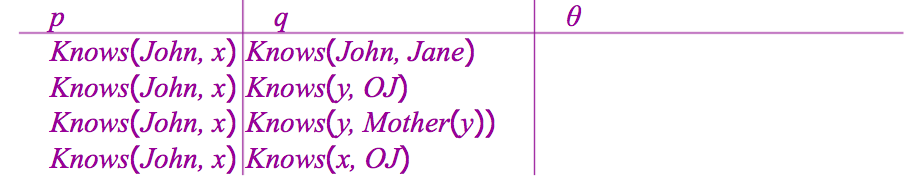 p q θ
Knows(John, x) Knows(John, Jane)
Knows(John, x) Knows(y, OJ)
Knows(John, x) Knows(y, Mother(y))
Knows(John, x) Knows(x, OJ)